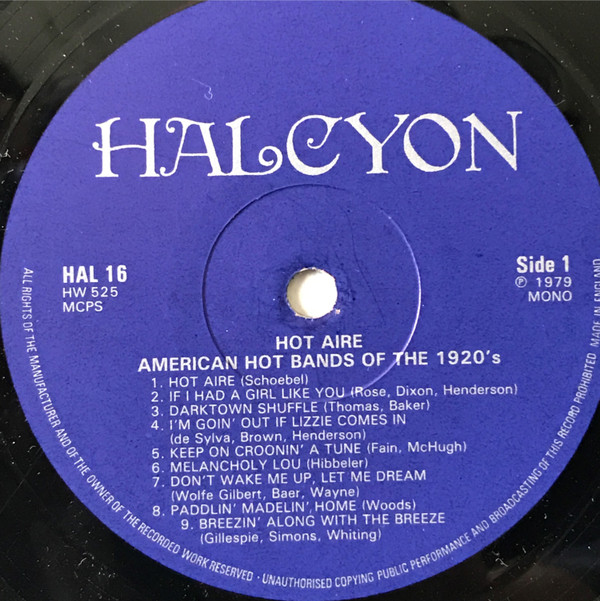 HALCYON
HAL 16
HW 525
MCPS
Side 1
℗ 1979
MONO
HOT AIRE
AMERICAN HOT BANDS OF THE 1920's
1. HOT AIRE (Schoebel)
2. IF I HAD A GIRL LIKE YOU (Rose, Dixon, Henderson)
3. DARKTOWN SHUFFLE (Thomas, Baker)
4. I'M GOIN' OUT IF LIZZIE COMES IN
(de Sylva, Brown, Henderson)
5. KEEP ON CROONIN' A TUNE (Fain, McHugh)
6. MELANCHOLY LOU (Hibbeler)
7. DON'T WAKE ME UP, LET ME DREAM
(Wolfe Gilbert, Baer, Wayne)
8. PADDLIN' MADELIN' HOME (Woods)
9. BREEZIN' ALONG WITH THE BREEZE
(Gillespie, Simons, Whiting)
ALL RIGHTS OF THE MANUFACTURER AND OF THE OWNER OF THE RECORDED WORK RESERVED · UNAUTHORISED COPYING PUBLIC PERFORMANCE AND BROADCASTING OF THIS RECORD PROHIBITED MADE IN ENGLAND